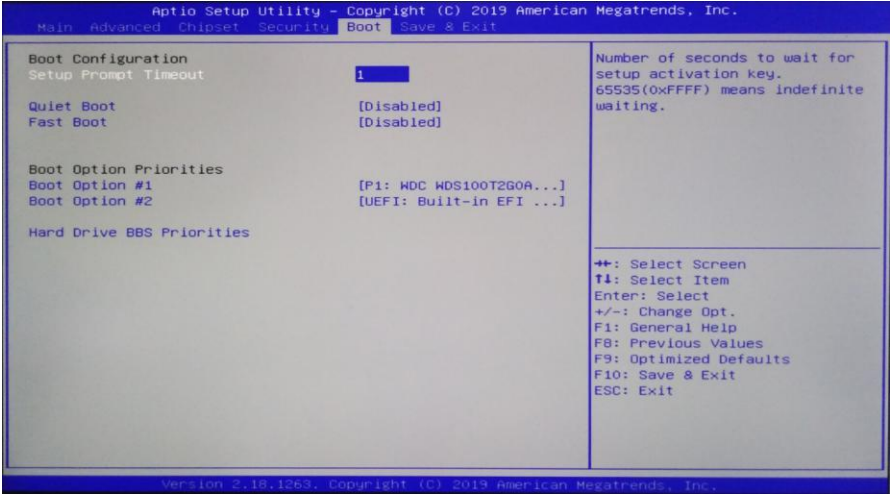 Aptio Setup Utility – Copyright (C) 2019 American Megatrends, Inc.
Main Advanced Chipset Security Boot Save & Exit
Boot Configuration
Setup Prompt Timeout 1
Quiet Boot [Disabled]
Fast Boot [Disabled]
Boot Option Priorities
Boot Option #1 [P1: WDC WDS100T2G0A...]
Boot Option #2 [UEFI: Built-in EFI ...]
Hard Drive BBS Priorities
Number of seconds to wait for
setup activation key.
65535(0xFFFF) means indefinite
waiting.
→←: Select Screen
↑↓: Select Item
Enter: Select
+/-: Change Opt.
F1: General Help
F8: Previous Values
F9: Optimized Defaults
F10: Save & Exit
ESC: Exit
Version 2.18.1263. Copyright (C) 2019 American Megatrends, Inc.